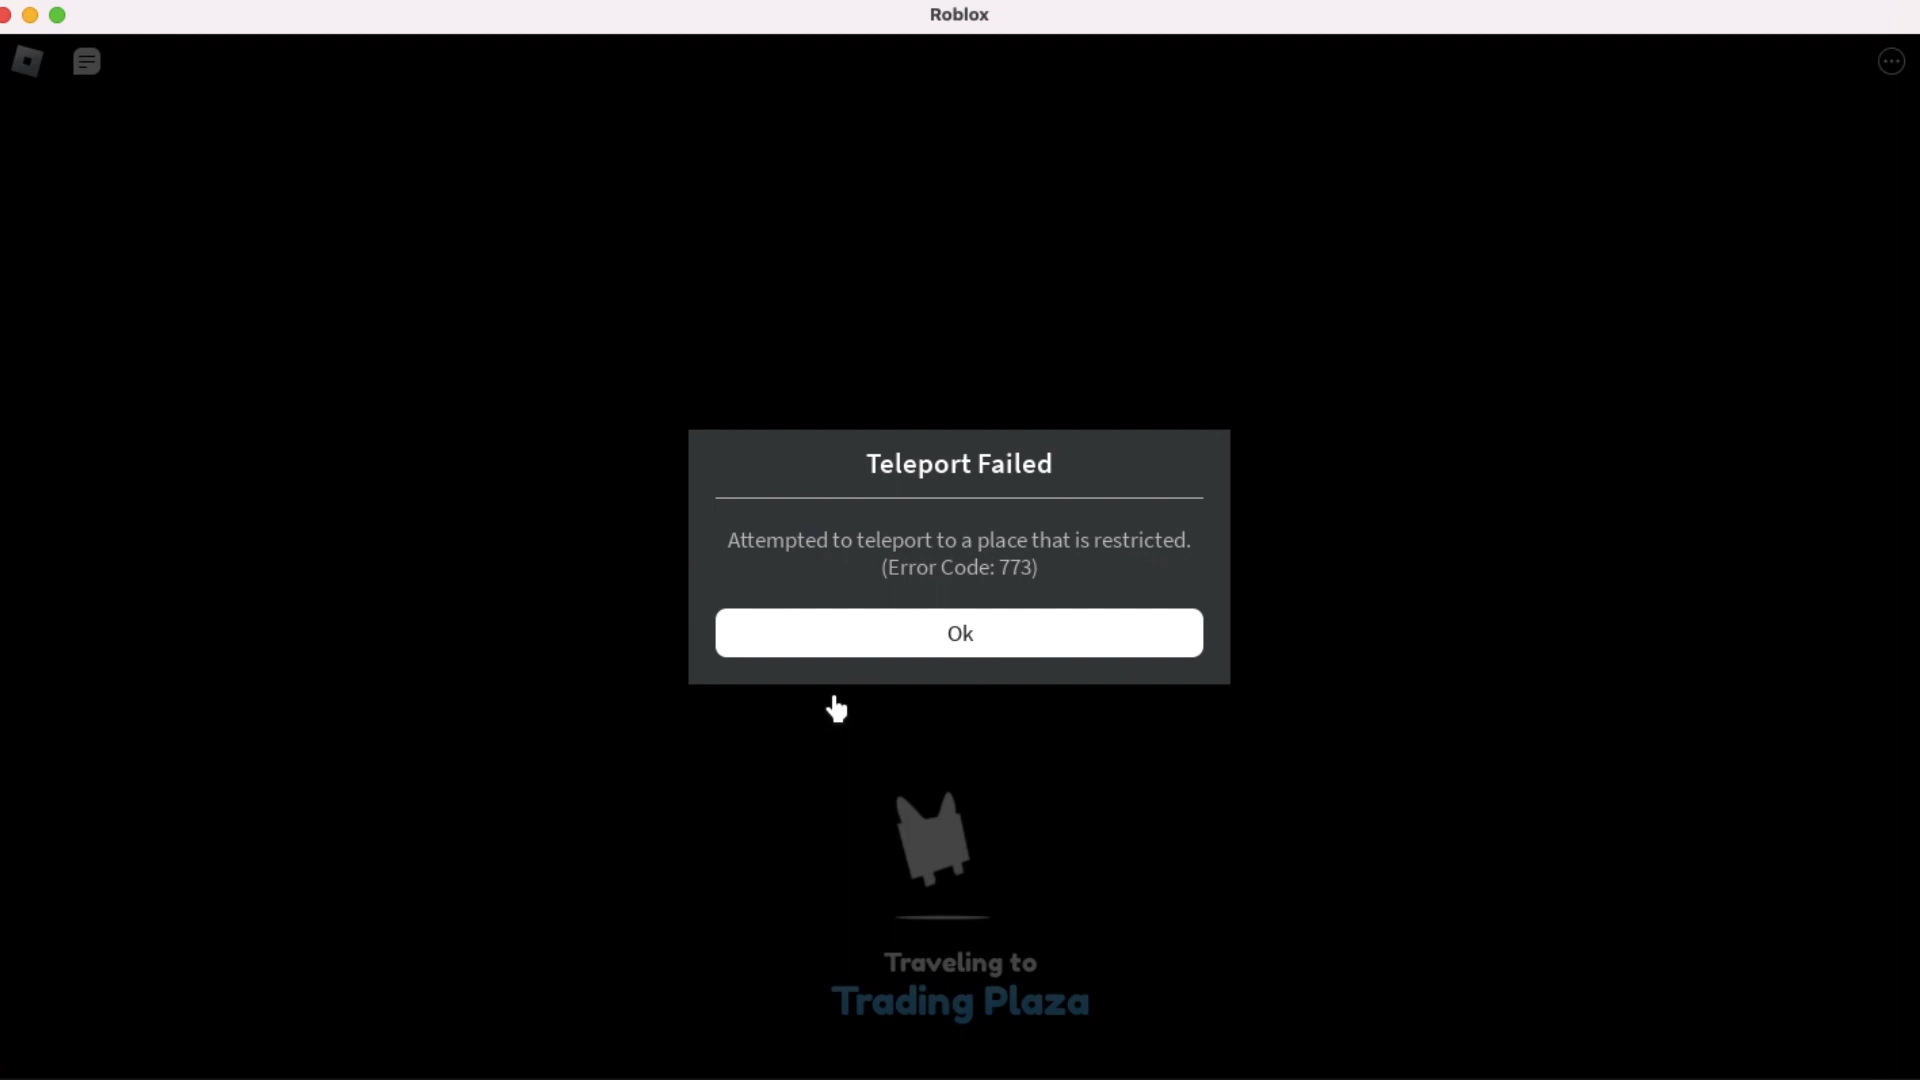 Roblox
Teleport Failed
Attempted to teleport to a place that is restricted.
(Error Code: 773)
Ok
Traveling to
Trading Plaza